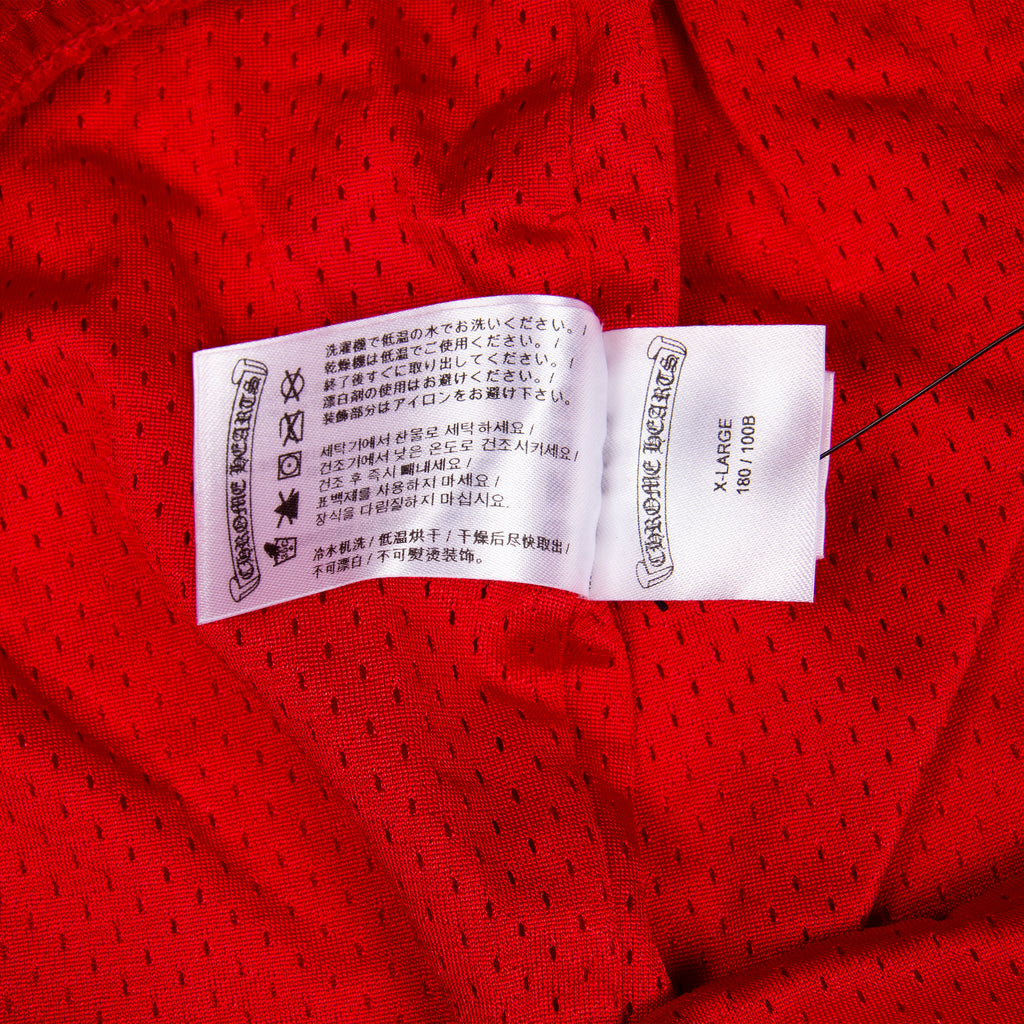 CHROME HEARTS
洗濯機で低温の水でお洗いください。/
乾燥機は低温でご使用ください。/
終了後すぐに取り出してください。/
漂白剤の使用はお避けください。/
装飾部分はアイロンをお避け下さい。
세탁기에서 찬물로 세탁하세요 /
건조기에서 낮은 온도로 건조시키세요/
건조 후 즉시 빼내세요 /
표백재를 사용하지 마세요 /
장식을 다림질하지 마십시요.
冷水机洗 / 低温烘干 / 干燥后尽快取出 /
不可漂白 / 不可熨烫装饰。
CHROME HEARTS
X-LARGE
180 / 100B